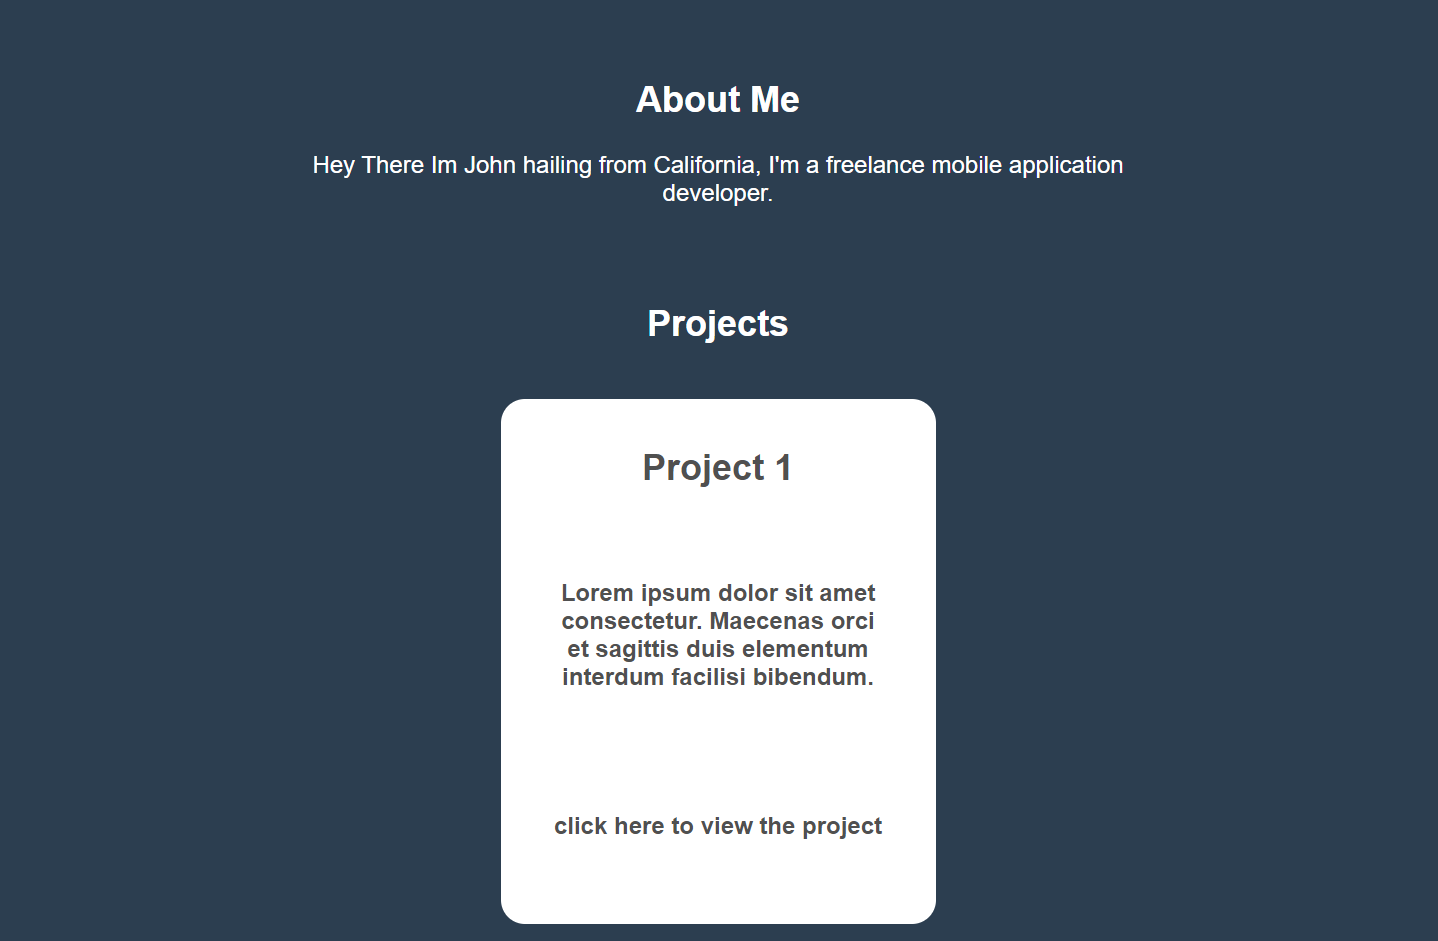 About Me
Hey There Im John hailing from California, I'm a freelance mobile application
developer.
Projects
Project 1
Lorem ipsum dolor sit amet
consectetur. Maecenas orci
et sagittis duis elementum
interdum facilisi bibendum.
click here to view the project